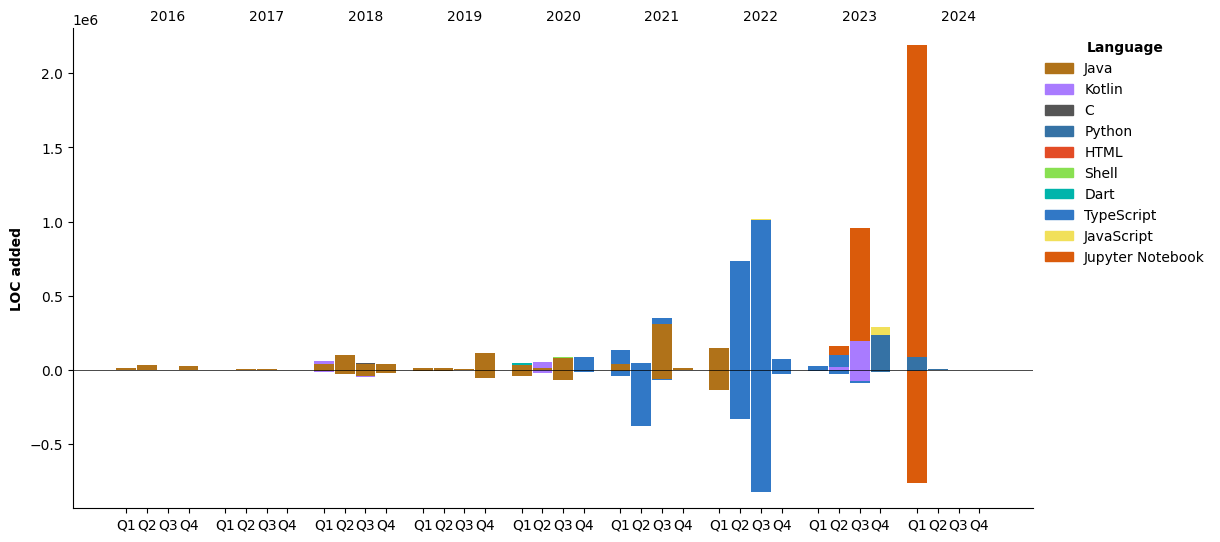 1e6
2016 2017 2018 2019 2020 2021 2022 2023 2024
2.0
1.5
1.0
0.5
0.0
−0.5
LOC added
Q1 Q2 Q3 Q4 Q1 Q2 Q3 Q4 Q1 Q2 Q3 Q4 Q1 Q2 Q3 Q4 Q1 Q2 Q3 Q4 Q1 Q2 Q3 Q4 Q1 Q2 Q3 Q4 Q1 Q2 Q3 Q4 Q1 Q2 Q3 Q4
Language
Java
Kotlin
C
Python
HTML
Shell
Dart
TypeScript
JavaScript
Jupyter Notebook